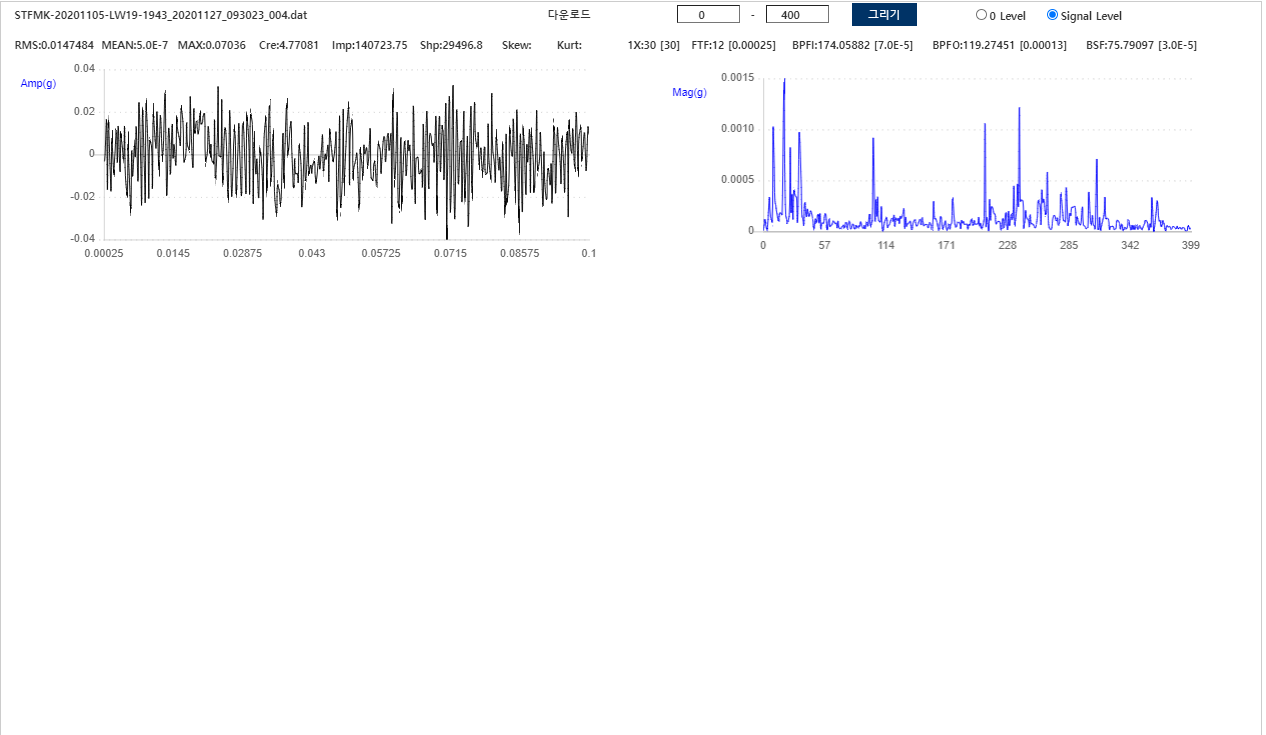 STFMK-20201105-LW19-1943_20201127_093023_004.dat 다운로드 0 - 400 그리기 0 Level Signal Level
RMS:0.0147484 MEAN:5.0E-7 MAX:0.07036 Cre:4.77081 Imp:140723.75 Shp:29496.8 Skew: Kurt: 1X:30 [30] FTF:12 [0.00025] BPFI:174.05882 [7.0E-5] BPFO:119.27451 [0.00013] BSF:75.79097 [3.0E-5]
Amp(g)
0.04
0.02
0
-0.02
-0.04
0.00025 0.0145 0.02875 0.043 0.05725 0.0715 0.08575 0.1
Mag(g)
0.0015
0.0010
0.0005
0
0 57 114 171 228 285 342 399